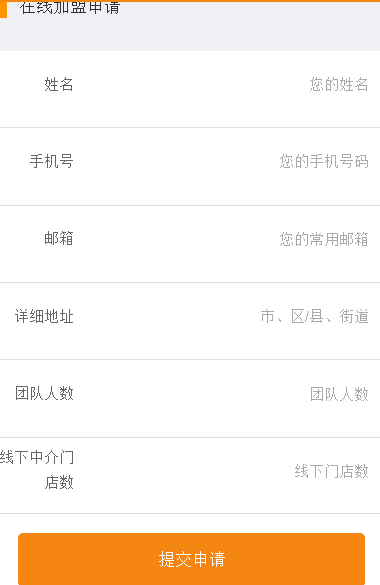 在线加盟申请
姓名 您的姓名
手机号 您的手机号码
邮箱 您的常用邮箱
详细地址 市、区/县、街道
团队人数 团队人数
线下中介门
店数 线下门店数
提交申请